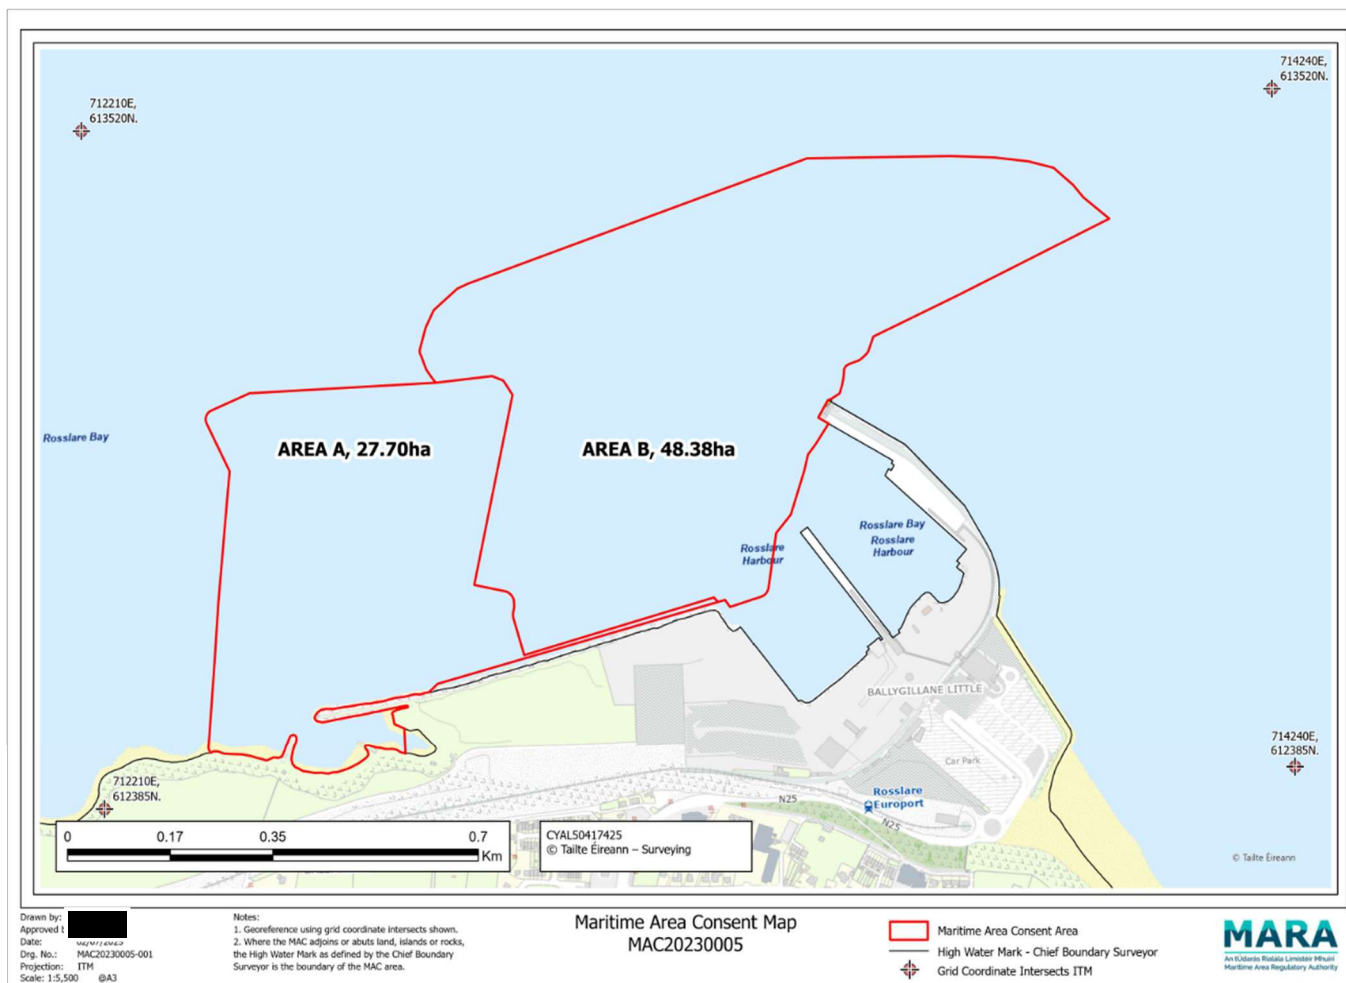 712210E,
613520N.
714240E,
613520N.
Rosslare Bay
AREA A, 27.70ha
AREA B, 48.38ha
Rosslare
Harbour
Rosslare Bay
Rosslare
Harbour
BALLYGILLANE LITTLE
Car Park
714240E,
612385N.
712210E,
612385N.
Rosslare
Europort
N25
N25
0 0.17 0.35 0.7
Km
CYAL50417425
© Tailte Éireann – Surveying
© Tailte Éireann
Drawn by:
Approved
Date: 02/07/2025
Drg. No.: MAC20230005-001
Projection: ITM
Scale: 1:5,500 @A3
Notes:
1. Georeference using grid coordinate intersects shown.
2. Where the MAC adjoins or abuts land, islands or rocks,
the High Water Mark as defined by the Chief Boundary
Surveyor is the boundary of the MAC area.
Maritime Area Consent Map
MAC20230005
Maritime Area Consent Area
High Water Mark - Chief Boundary Surveyor
Grid Coordinate Intersects ITM
MARA
An tÚdarás Rialála Limistéir Mhuirí
Maritime Area Regulatory Authority